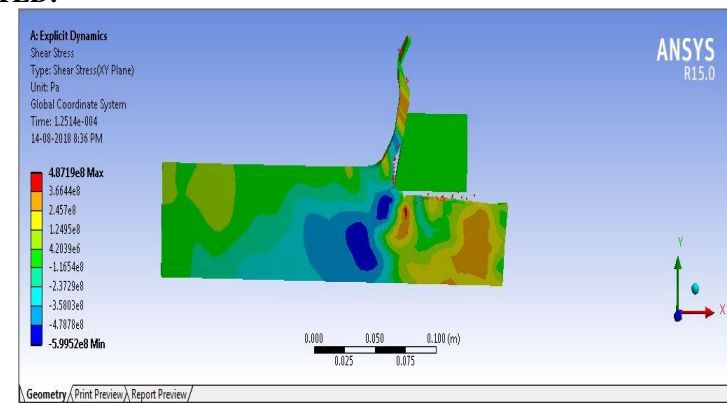 A: Explicit Dynamics
Shear Stress
Type: Shear Stress(XY Plane)
Unit: Pa
Global Coordinate System
Time: 1.2514e-004
14-08-2018 8:36 PM
4.8719e8 Max
3.6644e8
2.457e8
1.2495e8
4.2039e6
-1.1654e8
-2.3729e8
-3.5803e8
-4.7878e8
-5.9952e8 Min
ANSYS
R15.0
Y
X
0.000 0.050 0.100 (m)
0.025 0.075
Geometry Print Preview Report Preview